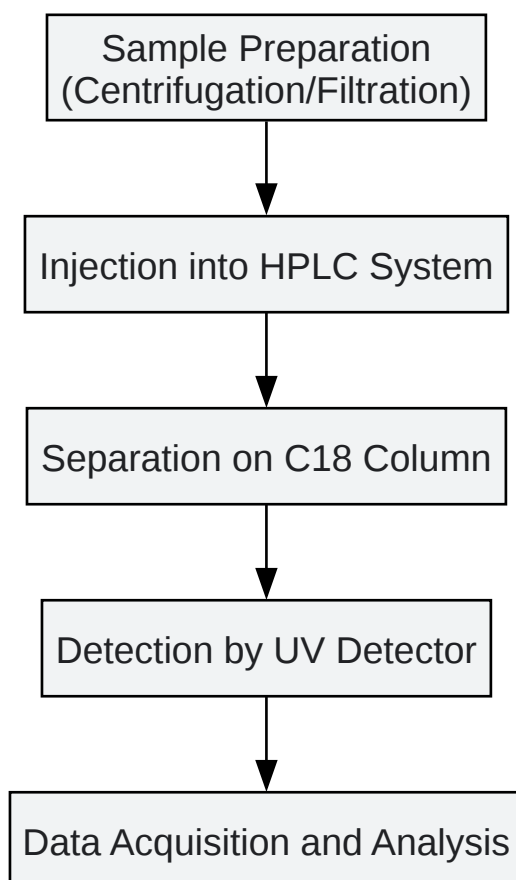 Sample Preparation
(Centrifugation/Filtration)
Injection into HPLC System
Separation on C18 Column
Detection by UV Detector
Data Acquisition and Analysis